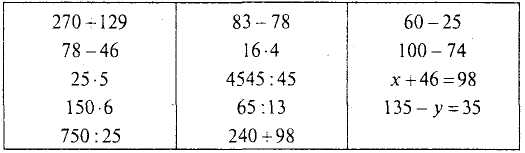 270 + 129
78 – 46
25·5
150·6
750 : 25
83 – 78
16·4
4545 : 45
65 : 13
240 + 98
60 – 25
100 – 74
x + 46 = 98
135 – y = 35